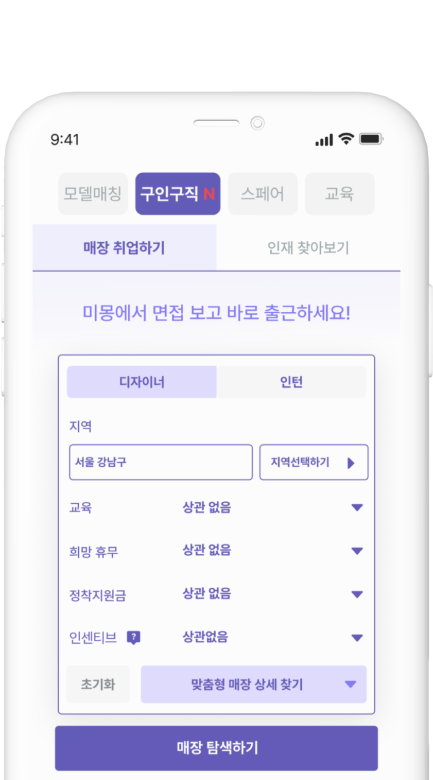 9:41
모델매칭 구인구직 N 스페어 교육
매장 취업하기 인재 찾아보기
미몽에서 면접 보고 바로 출근하세요!
디자이너 인턴
지역
서울 강남구 지역선택하기
교육 상관 없음
희망 휴무 상관 없음
정착지원금 상관 없음
인센티브 ? 상관없음
초기화 맞춤형 매장 상세 찾기
매장 탐색하기